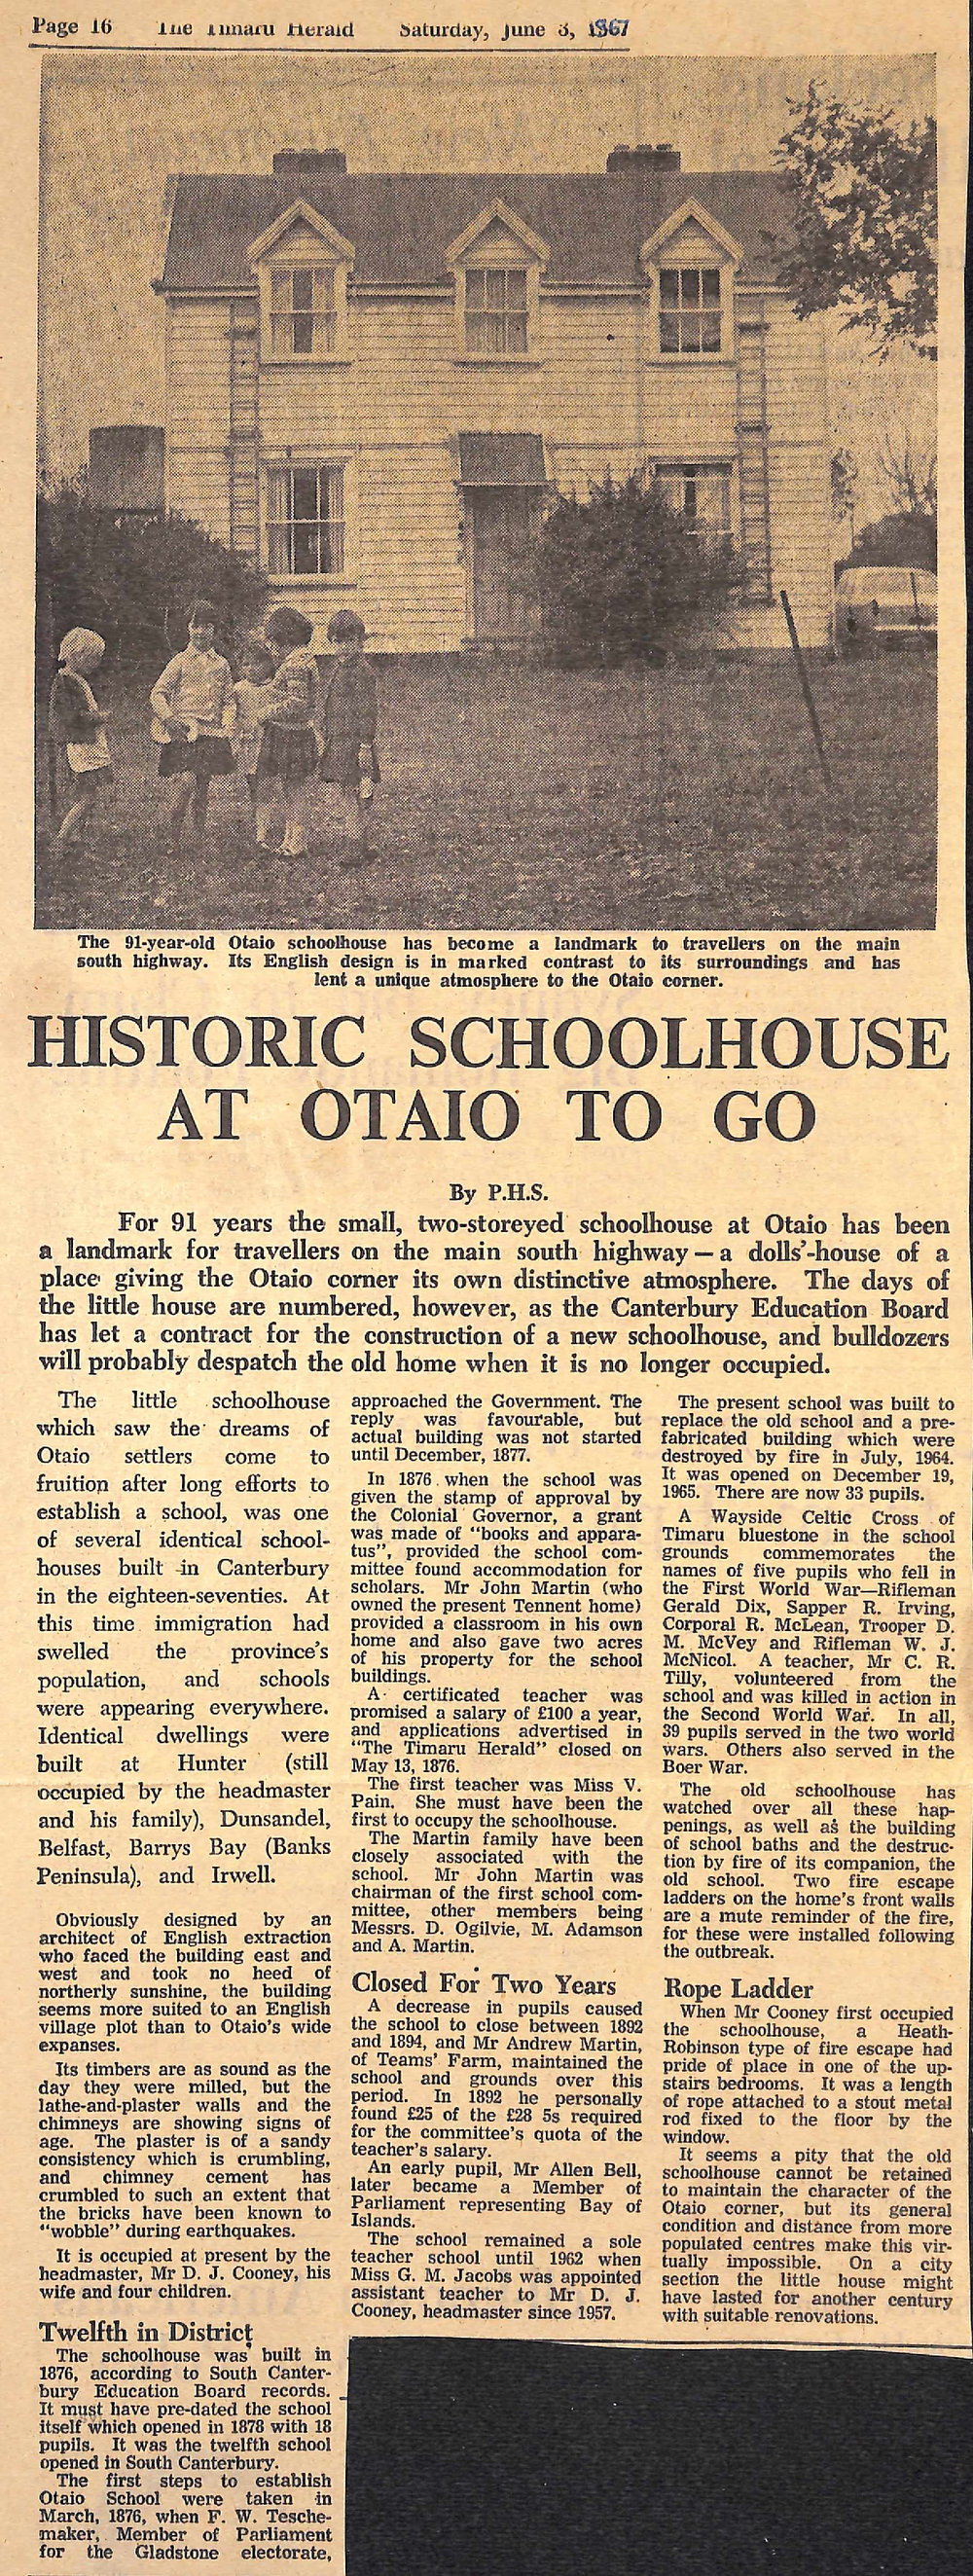 Page 16 The Timaru Herald Saturday, June 3, 1967
The 91-year-old Otaio schoolhouse has become a landmark to travellers on the main
south highway. Its English design is in marked contrast to its surroundings and has
lent a unique atmosphere to the Otaio corner.
HISTORIC SCHOOLHOUSE
AT OTAIO TO GO
By P.H.S.
For 91 years the small, two-storeyed schoolhouse at Otaio has been
a landmark for travellers on the main south highway — a dolls'-house of a
place giving the Otaio corner its own distinctive atmosphere. The days of
the little house are numbered, however, as the Canterbury Education Board
has let a contract for the construction of a new schoolhouse, and bulldozers
will probably despatch the old home when it is no longer occupied.
The little schoolhouse
which saw the dreams of
Otaio settlers come to
fruition after long efforts to
establish a school, was one
of several identical school-
houses built in Canterbury
in the eighteen-seventies. At
this time immigration had
swelled the province's
population, and schools
were appearing everywhere.
Identical dwellings were
built at Hunter (still
occupied by the headmaster
and his family), Dunsandel,
Belfast, Barrys Bay (Banks
Peninsula), and Irwell.
Obviously designed by an
architect of English extraction
who faced the building east and
west and took no heed of
northerly sunshine, the building
seems more suited to an English
village plot than to Otaio's wide
expanses.
Its timbers are as sound as the
day they were milled, but the
lathe-and-plaster walls and the
chimneys are showing signs of
age. The plaster is of a sandy
consistency which is crumbling,
and chimney cement has
crumbled to such an extent that
the bricks have been known to
"wobble" during earthquakes.
It is occupied at present by the
headmaster, Mr D. J. Cooney, his
wife and four children.
Twelfth in District
The schoolhouse was built in
1876, according to South Canter-
bury Education Board records.
It must have pre-dated the school
itself which opened in 1878 with 18
pupils. It was the twelfth school
opened in South Canterbury.
The first steps to establish
Otaio School were taken in
March, 1876, when F. W. Tesche-
maker, Member of Parliament
for the Gladstone electorate,
approached the Government. The
reply was favourable, but
actual building was not started
until December, 1877.
In 1876 when the school was
given the stamp of approval by
the Colonial Governor, a grant
was made of "books and appara-
tus", provided the school com-
mittee found accommodation for
scholars. Mr John Martin (who
owned the present Tennent home)
provided a classroom in his own
home and also gave two acres
of his property for the school
buildings.
A certificated teacher was
promised a salary of £100 a year,
and applications advertised in
"The Timaru Herald" closed on
May 13, 1876.
The first teacher was Miss V.
Pain. She must have been the
first to occupy the schoolhouse.
The Martin family have been
closely associated with the
school. Mr John Martin was
chairman of the first school com-
mittee, other members being
Messrs. D. Ogilvie, M. Adamson
and A. Martin.
Closed For Two Years
A decrease in pupils caused
the school to close between 1892
and 1894, and Mr Andrew Martin,
of Teams' Farm, maintained the
school and grounds over this
period. In 1892 he personally
found £25 of the £28 5s required
for the committee's quota of the
teacher's salary.
An early pupil, Mr Allen Bell,
later became a Member of
Parliament representing Bay of
Islands.
The school remained a sole
teacher school until 1962 when
Miss G. M. Jacobs was appointed
assistant teacher to Mr D. J.
Cooney, headmaster since 1957.
The present school was built to
replace the old school and a pre-
fabricated building which were
destroyed by fire in July, 1964.
It was opened on December 19,
1965. There are now 33 pupils.
A Wayside Celtic Cross of
Timaru bluestone in the school
grounds commemorates the
names of five pupils who fell in
the First World War—Rifleman
Gerald Dix, Sapper R. Irving,
Corporal R. McLean, Trooper D.
M. McVey and Rifleman W. J.
McNicol. A teacher, Mr C. R.
Tilly, volunteered from the
school and was killed in action in
the Second World War. In all,
39 pupils served in the two world
wars. Others also served in the
Boer War.
The old schoolhouse has
watched over all these hap-
penings, as well as the building
of school baths and the destruc-
tion by fire of its companion, the
old school. Two fire escape
ladders on the home's front walls
are a mute reminder of the fire,
for these were installed following
the outbreak.
Rope Ladder
When Mr Cooney first occupied
the schoolhouse, a Heath-
Robinson type of fire escape had
pride of place in one of the up-
stairs bedrooms. It was a length
of rope attached to a stout metal
rod fixed to the floor by the
window.
It seems a pity that the old
schoolhouse cannot be retained
to maintain the character of the
Otaio corner, but its general
condition and distance from more
populated centres make this vir-
tually impossible. On a city
section the little house might
have lasted for another century
with suitable renovations.